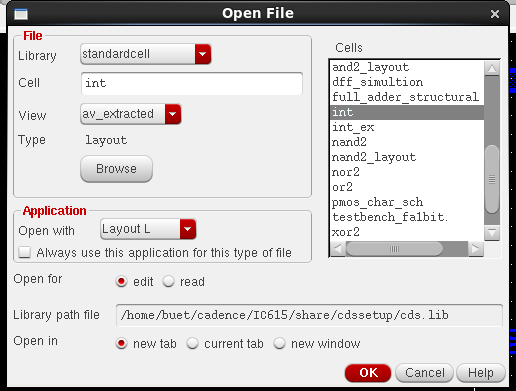 Open File
File
Library standardcell
Cell int
View av_extracted
Type layout
Browse
Application
Open with Layout L
Always use this application for this type of file
Cells
and2_layout
dff_simultion
full_adder_structural
int
int_ex
nand2
nand2_layout
nor2
or2
pmos_char_sch
testbench_falbit.
xor2
Open for edit read
Library path file /home/buet/cadence/IC615/share/cdssetup/cds.lib
Open in new tab current tab new window
OK Cancel Help